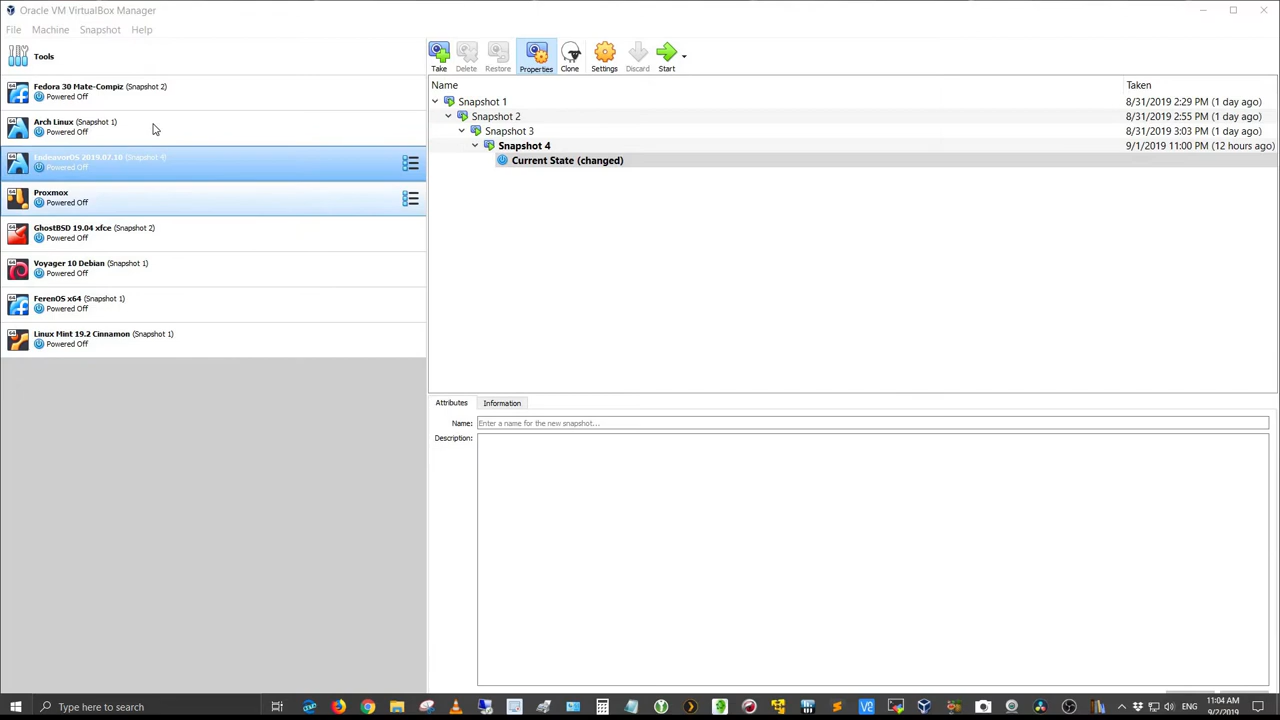 Oracle VM VirtualBox Manager
File Machine Snapshot Help
Tools
Take Delete Restore Properties Clone Settings Discard Start
Fedora 30 Mate-Compiz (Snapshot 2)
Powered Off
Arch Linux (Snapshot 1)
Powered Off
EndeavorOS 2019.07.10 (Snapshot 4)
Powered Off
Proxmox
Powered Off
GhostBSD 19.04 xfce (Snapshot 2)
Powered Off
Voyager 10 Debian (Snapshot 1)
Powered Off
FerenOS x64 (Snapshot 1)
Powered Off
Linux Mint 19.2 Cinnamon (Snapshot 1)
Powered Off
Name Taken
Snapshot 1 8/31/2019 2:29 PM (1 day ago)
Snapshot 2 8/31/2019 2:55 PM (1 day ago)
Snapshot 3 8/31/2019 3:03 PM (1 day ago)
Snapshot 4 9/1/2019 11:00 PM (12 hours ago)
Current State (changed)
Attributes Information
Name: Enter a name for the new snapshot...
Description:
Type here to search
ENG
11:04 AM
9/2/2019